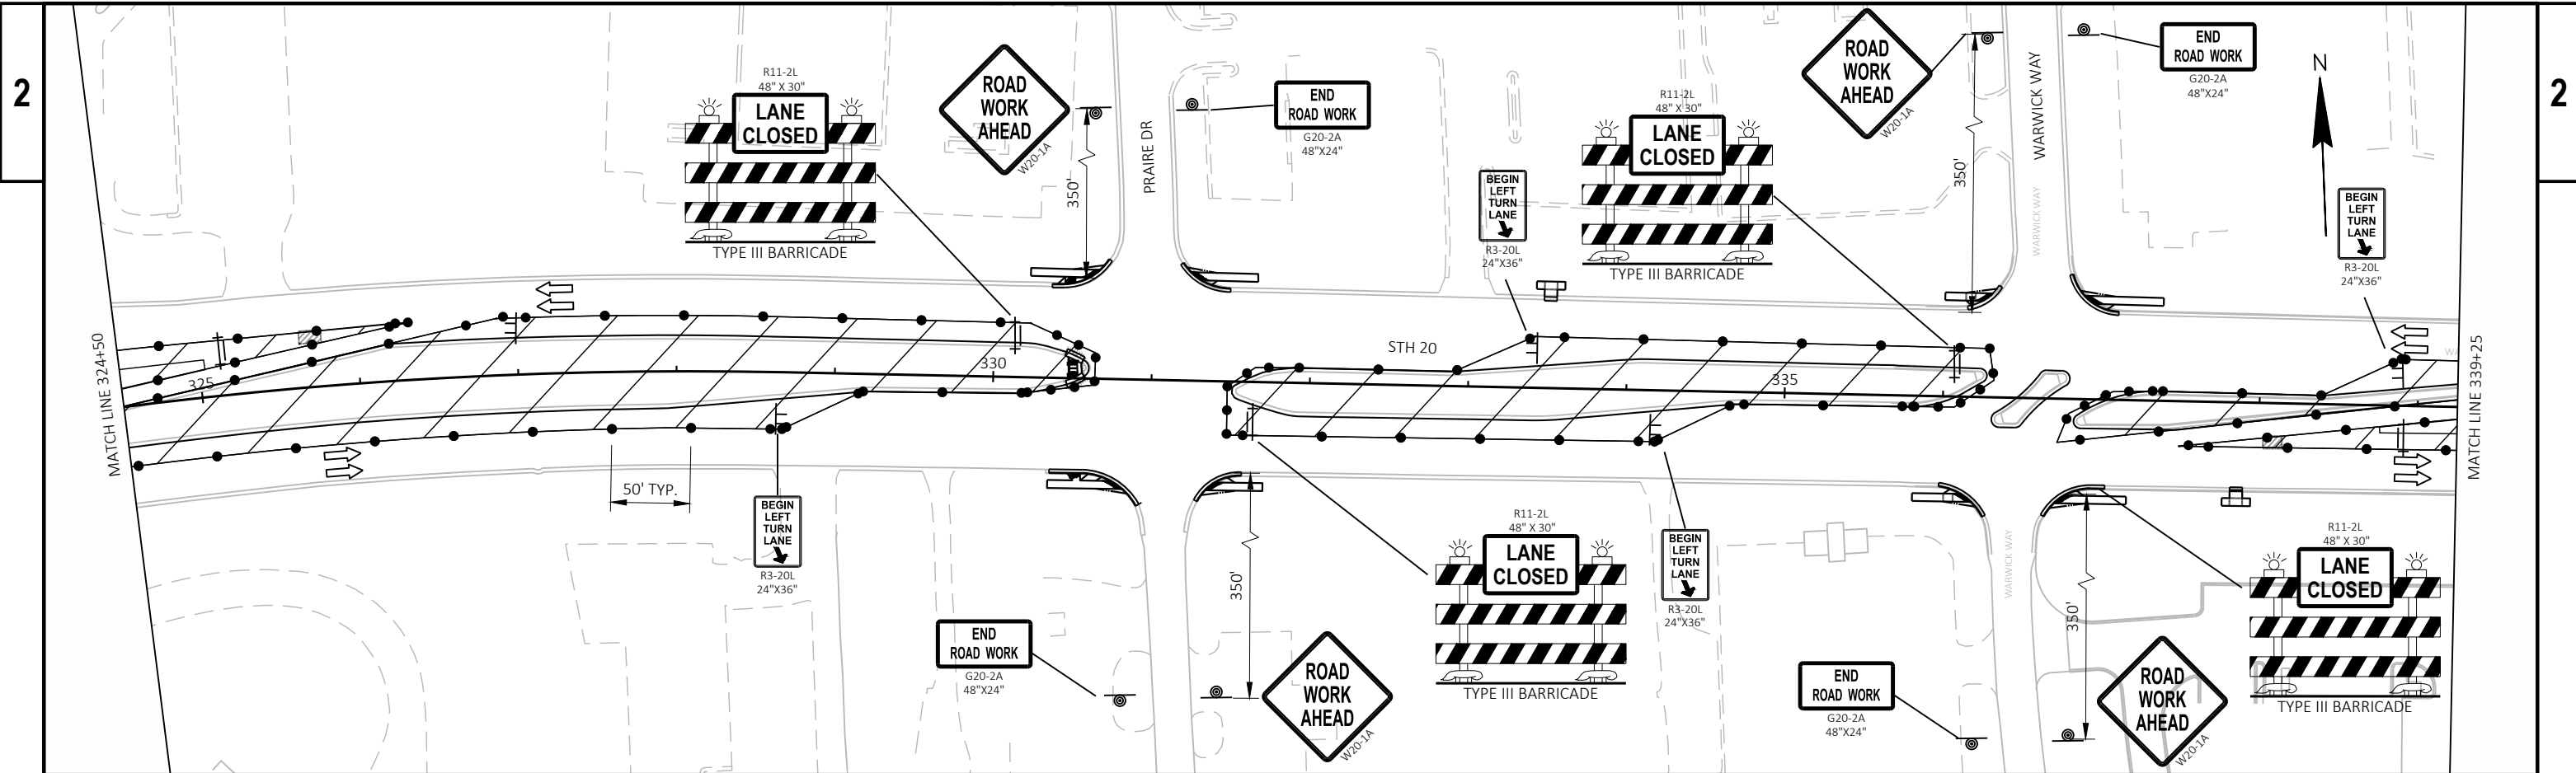 2
2
MATCH LINE 324+50
MATCH LINE 339+25
R11-2L
48" X 30"
LANE
CLOSED
TYPE III BARRICADE
ROAD
WORK
AHEAD
W20-1A
350'
PRAIRE DR
END
ROAD WORK
G20-2A
48"X24"
BEGIN
LEFT
TURN
LANE
R3-20L
24"X36"
R11-2L
48" X 30"
LANE
CLOSED
TYPE III BARRICADE
ROAD
WORK
AHEAD
W20-1A
350'
WARWICK WAY
WARWICK WAY
END
ROAD WORK
G20-2A
48"X24"
N
BEGIN
LEFT
TURN
LANE
R3-20L
24"X36"
325
330
STH 20
335
WA
50' TYP.
BEGIN
LEFT
TURN
LANE
R3-20L
24"X36"
END
ROAD WORK
G20-2A
48"X24"
350'
ROAD
WORK
AHEAD
W20-1A
R11-2L
48" X 30"
LANE
CLOSED
TYPE III BARRICADE
BEGIN
LEFT
TURN
LANE
R3-20L
24"X36"
END
ROAD WORK
G20-2A
48"X24"
WARWICK WAY
350'
ROAD
WORK
AHEAD
W20-1A
R11-2L
48" X 30"
LANE
CLOSED
TYPE III BARRICADE